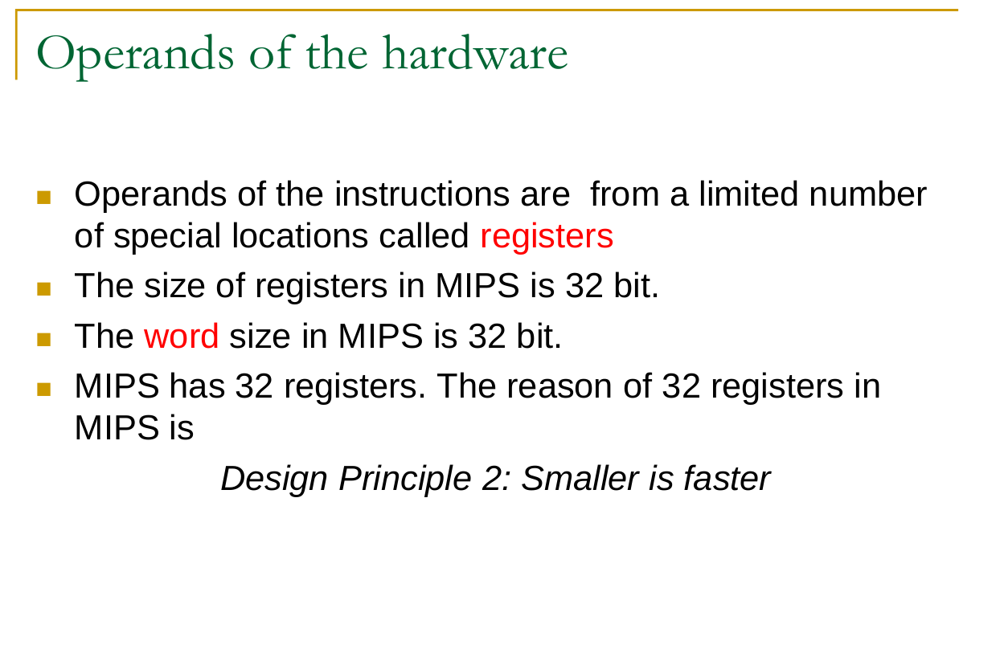 Operands of the hardware
Operands of the instructions are  from a limited number
of special locations called registers
The size of registers in MIPS is 32 bit.
The word size in MIPS is 32 bit.
MIPS has 32 registers. The reason of 32 registers in
MIPS is
Design Principle 2: Smaller is faster